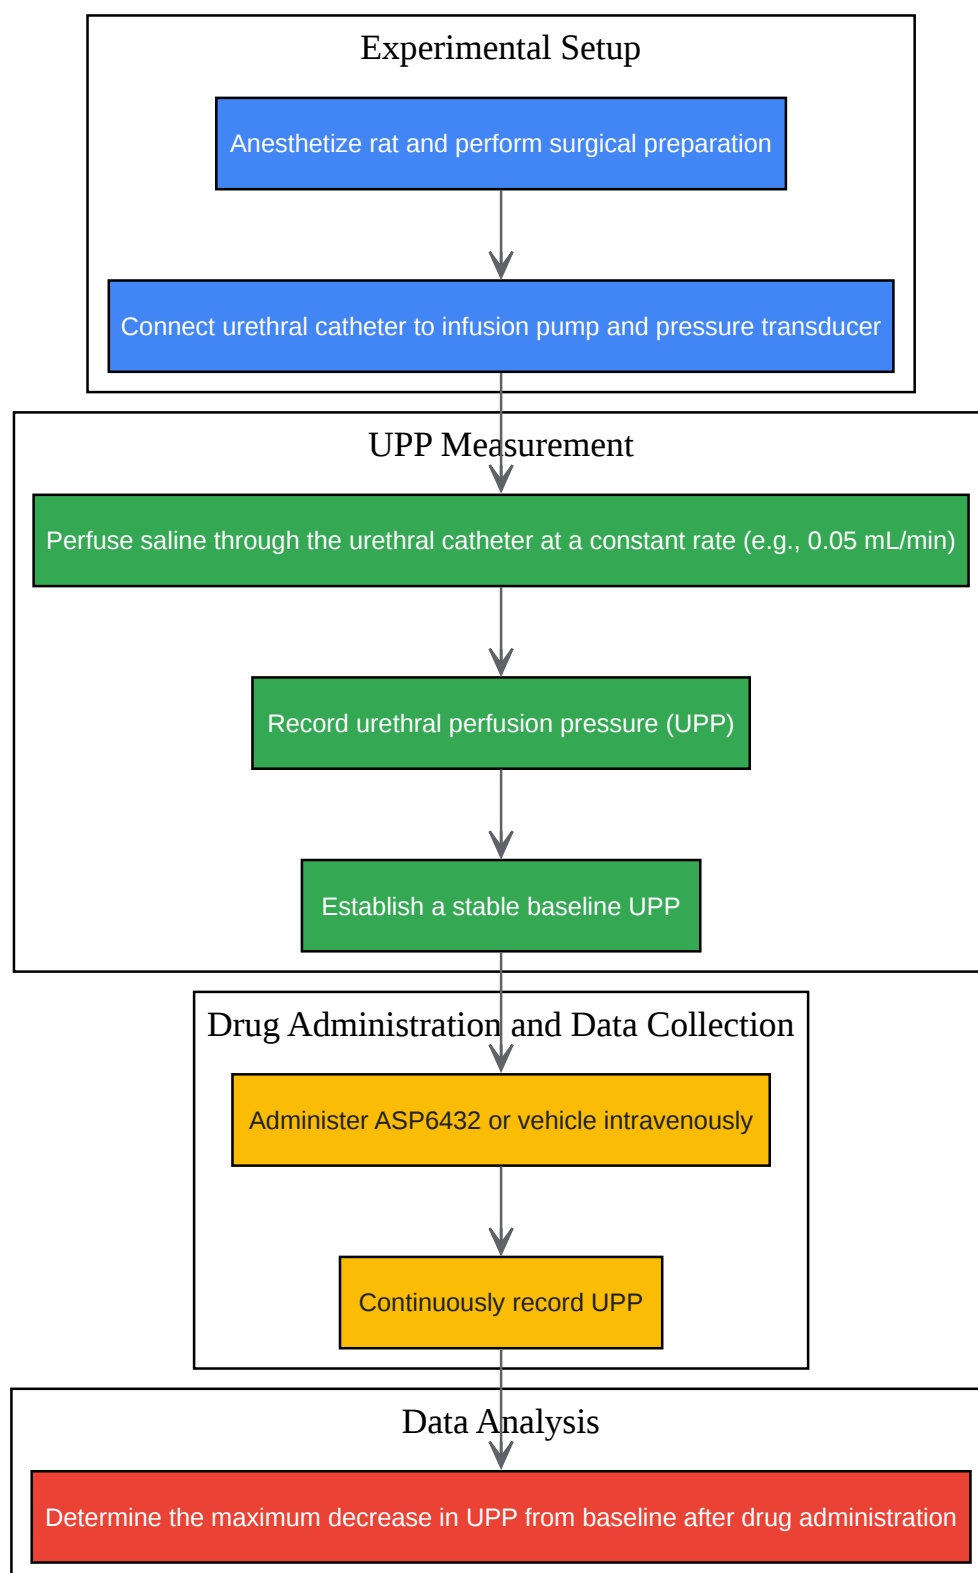 Experimental Setup
Anesthetize rat and perform surgical preparation
Connect urethral catheter to infusion pump and pressure transducer
UPP Measurement
Perfuse saline through the urethral catheter at a constant rate (e.g., 0.05 mL/min)
Record urethral perfusion pressure (UPP)
Establish a stable baseline UPP
Drug Administration and Data Collection
Administer ASP6432 or vehicle intravenously
Continuously record UPP
Data Analysis
Determine the maximum decrease in UPP from baseline after drug administration